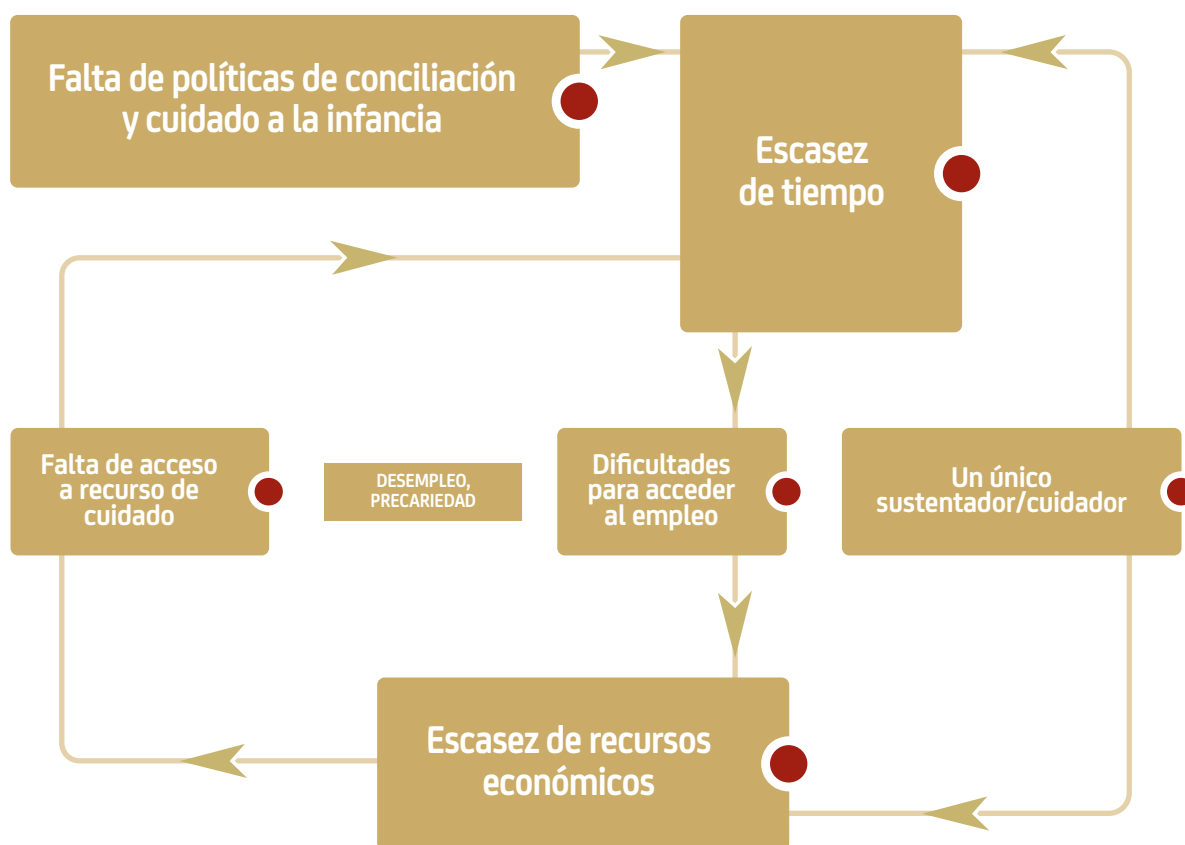 Falta de políticas de conciliación
y cuidado a la infancia
Escasez
de tiempo
Falta de acceso
a recurso de
cuidado
DESEMPLEO,
PRECARIEDAD
Dificultades
para acceder
al empleo
Un único
sustentador/cuidador
Escasez de recursos
económicos